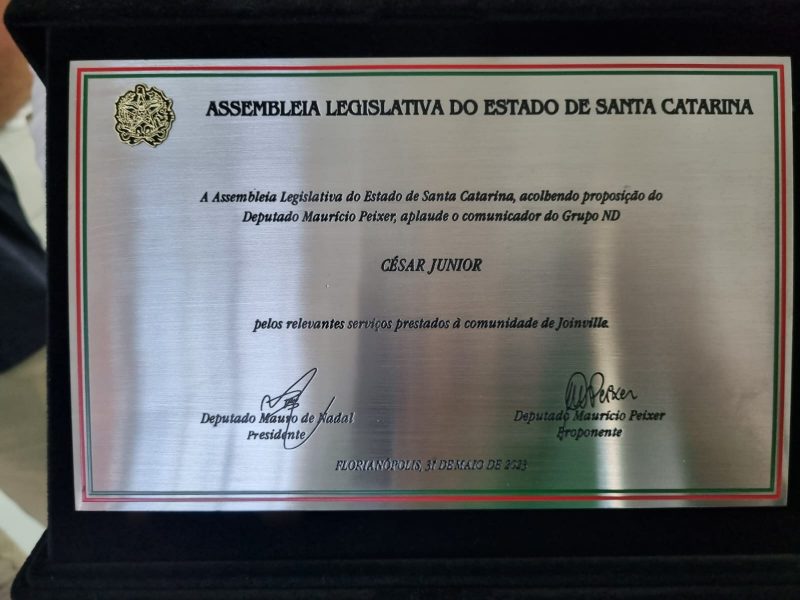 ASSEMBLEIA LEGISLATIVA DO ESTADO DE SANTA CATARINA
A Assembleia Legislativa do Estado de Santa Catarina, acolhendo proposição do
Deputado Maurício Peixer, aplaude o comunicador do Grupo ND
CÉSAR JUNIOR
pelos relevantes serviços prestados à comunidade de Joinville.
Deputado Mauro de Nadal
Presidente
Deputado Maurício Peixer
Proponente
FLORIANÓPOLIS, 31 DE MAIO DE 2023